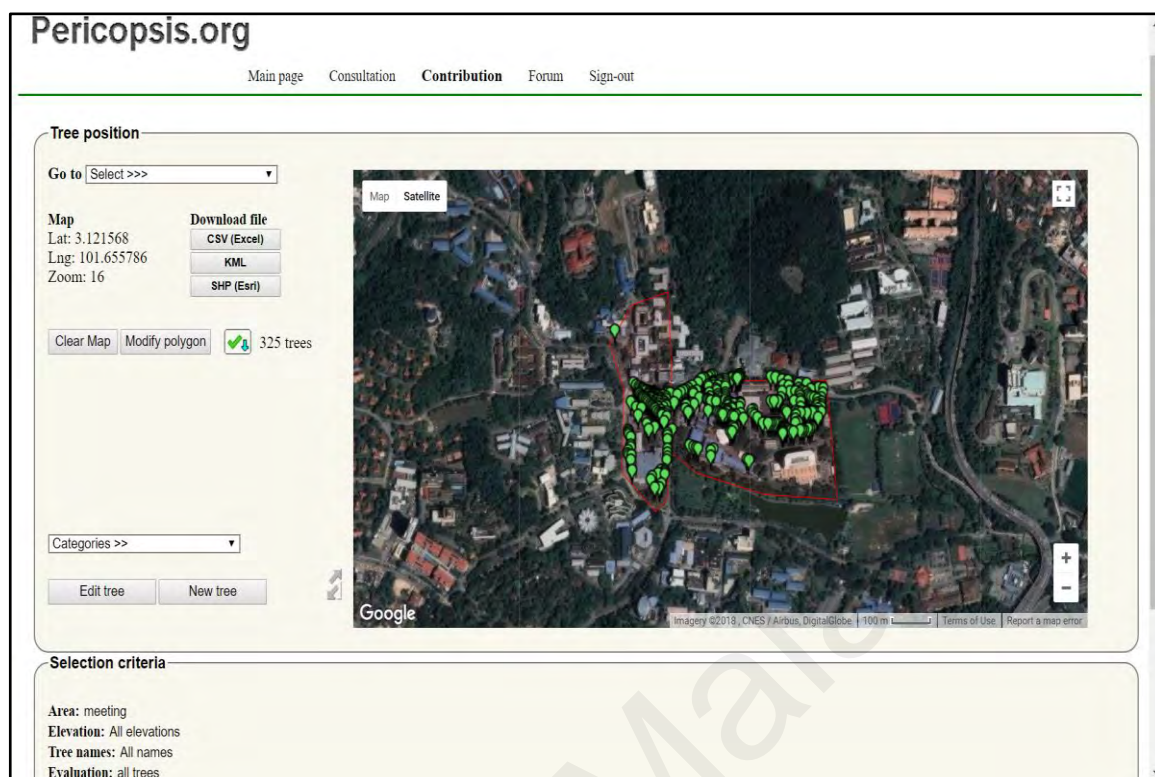 Pericopsis.org
Main page Consultation Contribution Forum Sign-out
Tree position
Go to Select >>>
Map Download file
Lat: 3.121568 CSV (Excel)
Lng: 101.655786 KML
Zoom: 16 SHP (Esri)
Clear Map Modify polygon 325 trees
Categories >>
Edit tree New tree
Map Satellite
Google
Imagery ©2018 , CNES / Airbus, DigitalGlobe 100 m Terms of Use Report a map error
Selection criteria
Area: meeting
Elevation: All elevations
Tree names: All names
Evaluation: all trees
Mala